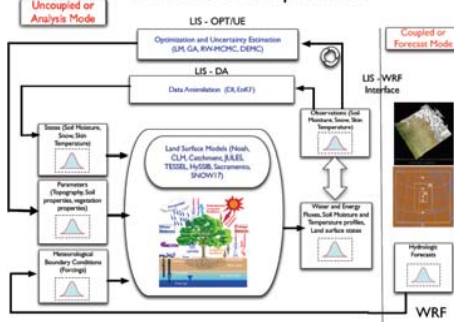 Uncoupled or
Analysis Mode
LIS - OPT/UE
Optimization and Uncertainty Estimation
(LM, GA, RW-MCMC, DEMC)
LIS - DA
Data Assimilation (DI, EnKF)
Coupled or
Forecast Mode
LIS - WRF
Interface
States (Soil Moisture,
Snow, Skin
Temperature)
Land Surface Models (Noah,
CLM, Catchment, JULES,
TESSEL, HySSIB, Sacramento,
SNOW17)
Observations (Soil
Moisture, Snow, Skin
Temperature)
Parameters
(Topography, Soil
properties, vegetation
properties)
Water and Energy
Fluxes, Soil Moisture and
Temperature profiles,
Land surface states
Meteorological
Boundary Conditions
(Forcings)
Hydrologic
Forecasts
WRF